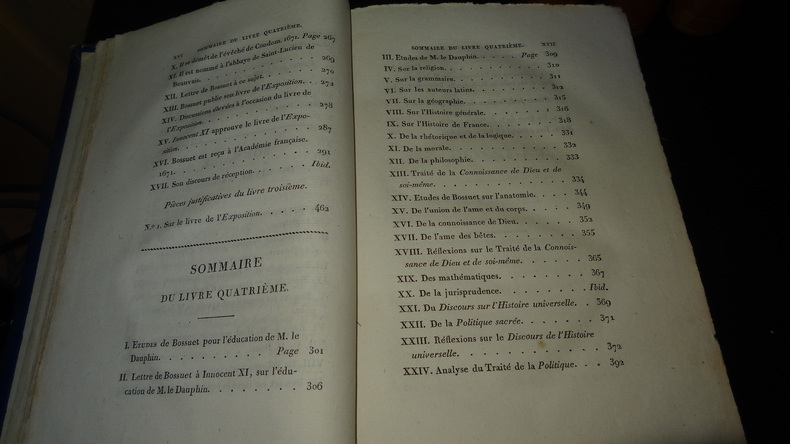 XVI SOMMAIRE DU LIVRE QUATRIÈME.
X. Il se démet de l'évêché de Condom. 1671. Page 267
XI. Il est nommé à l'abbaye de Saint-Lucien de
Beauvais. . . . . 269
XII. Lettre de Bossuet à ce sujet. . . . 270
XIII. Bossuet publie son livre de l'Exposition. . . . 272
XIV. Discussions élevées à l'occasion du livre de
l'Exposition. . . . . 278
XV. Innocent XI approuve le livre de l'Expo-
sition. . . . . 287
XVI. Bossuet est reçu à l'Académie française.
1671. . . . . 291
XVII. Son discours de réception. . . . Ibid.
Pièces justificatives du livre troisième.
N.º 1. Sur le livre de l'Exposition. . . . . 462
SOMMAIRE
DU LIVRE QUATRIÈME.
I. ETUDES de Bossuet pour l'éducation de M. le
Dauphin. . . . . Page 301
II. Lettre de Bossuet à Innocent XI, sur l'édu-
cation de M. le Dauphin. . . . . 306
SOMMAIRE DU LIVRE QUATRIÈME. XVII
III. Etudes de M. le Dauphin. . . . Page 309
IV. Sur la religion. . . . . 310
V. Sur la grammaire. . . . . 311
VI. Sur les auteurs latins. . . . . 312
VII. Sur la géographie. . . . . 315
VIII. Sur l'Histoire générale. . . . . 316
IX. Sur l'Histoire de France. . . . . 318
X. De la rhétorique et de la logique. . . . . 331
XI. De la morale. . . . . 332
XII. De la philosophie. . . . . 333
XIII. Traité de la Connoissance de Dieu et de
soi-même. . . . . 334
XIV. Etudes de Bossuet sur l'anatomie. . . . 344
XV. De l'union de l'ame et du corps. . . . 349
XVI. De la connoissance de Dieu. . . . . 352
XVII. De l'ame des bêtes. . . . . 355
XVIII. Réflexions sur le Traité de la Connois-
sance de Dieu et de soi-même. . . . . 365
XIX. Des mathématiques. . . . . 367
XX. De la jurisprudence. . . . . Ibid.
XXI. Du Discours sur l'Histoire universelle. . . 369
XXII. De la Politique sacrée. . . . . 371
XXIII. Réflexions sur le Discours de l'Histoire
universelle. . . . . 372
XXIV. Analyse du Traité de la Politique. . . 392